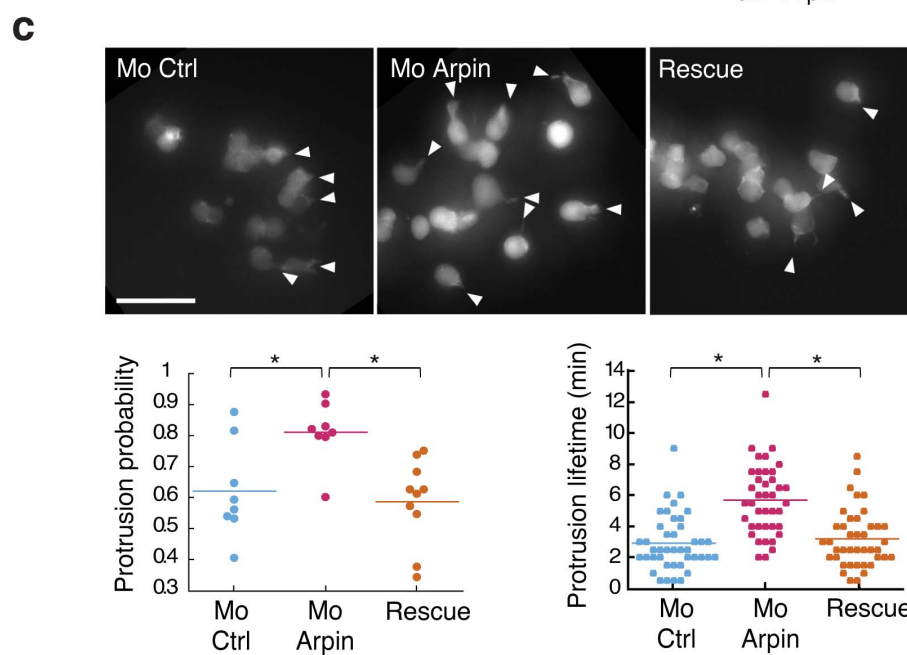 c
Mo Ctrl
Mo Arpin
Rescue
Protrusion probability
1
0.9
0.8
0.7
0.6
0.5
0.4
0.3
*
*
Mo
Ctrl
Mo
Arpin
Rescue
Protrusion lifetime (min)
14
12
10
8
6
4
2
0
*
*
Mo
Ctrl
Mo
Arpin
Rescue